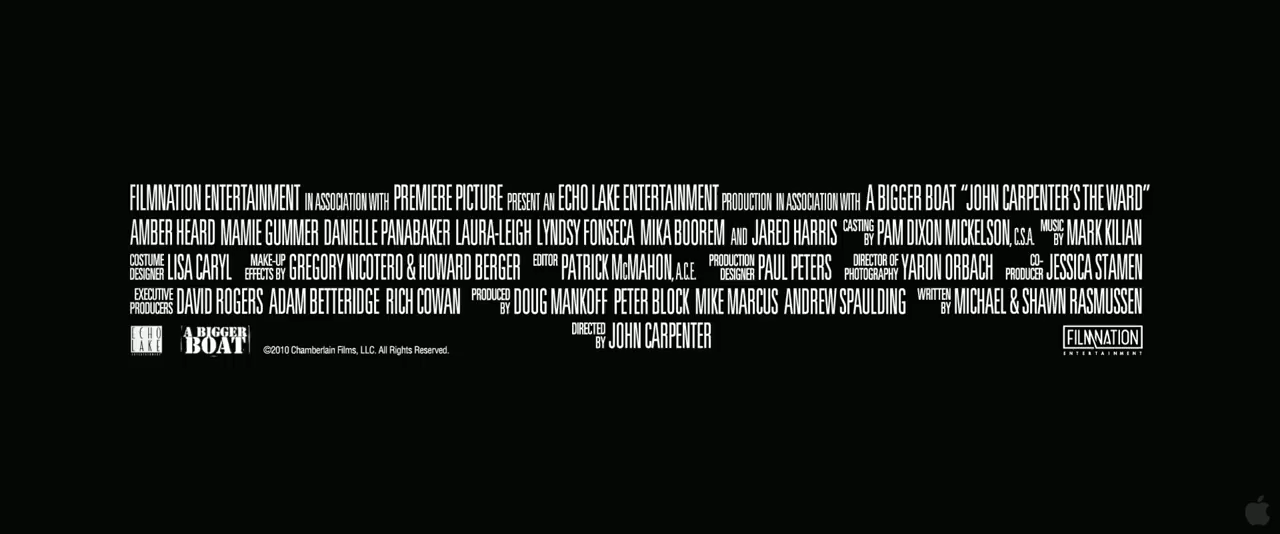 FILMNATION ENTERTAINMENT IN ASSOCIATION WITH PREMIERE PICTURE PRESENT AN ECHO LAKE ENTERTAINMENT PRODUCTION IN ASSOCIATION WITH A BIGGER BOAT “JOHN CARPENTER’S THE WARD”
AMBER HEARD MAMIE GUMMER DANIELLE PANABAKER LAURA-LEIGH LYNDSY FONSECA MIKA BOOREM AND JARED HARRIS CASTING BY PAM DIXON MICKELSON, C.S.A. MUSIC BY MARK KILIAN
COSTUME DESIGNER LISA CARYL MAKE-UP EFFECTS BY GREGORY NICOTERO & HOWARD BERGER EDITOR PATRICK McMAHON, A.C.E. PRODUCTION DESIGNER PAUL PETERS DIRECTOR OF PHOTOGRAPHY YARON ORBACH CO-PRODUCER JESSICA STAMEN
EXECUTIVE PRODUCERS DAVID ROGERS ADAM BETTERIDGE RICH COWAN PRODUCED BY DOUG MANKOFF PETER BLOCK MIKE MARCUS ANDREW SPAULDING WRITTEN BY MICHAEL & SHAWN RASMUSSEN
DIRECTED BY JOHN CARPENTER
ECHO LAKE ENTERTAINMENT
A BIGGER BOAT
©2010 Chamberlain Films, LLC. All Rights Reserved.
FILMNATION
ENTERTAINMENT